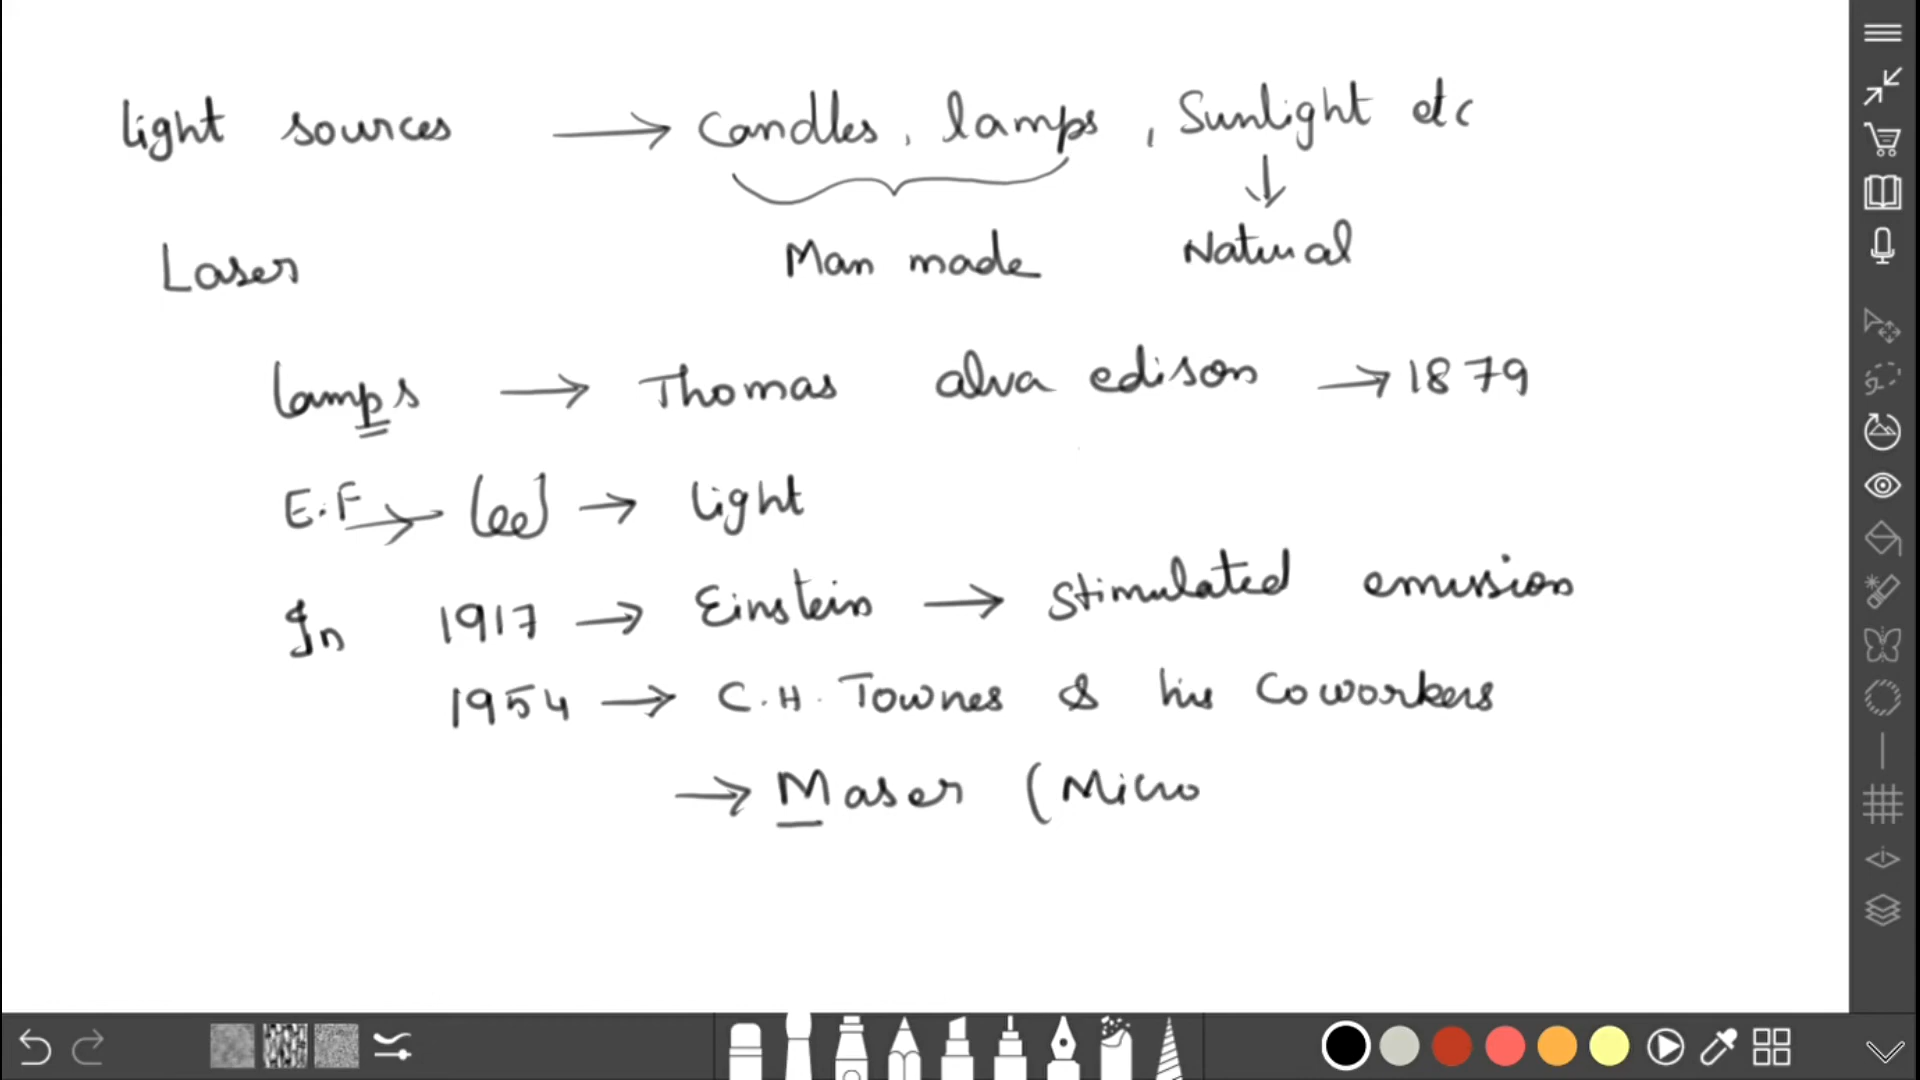 light sources → Candles, lamps, Sunlight etc
Man made Natural
Laser
lamps → Thomas alva edison → 1879
E.F → (ee) → light
In 1917 → Einstein → Stimulated emission
1954 → C.H. Townes & his Coworkers
→ Maser (Micro